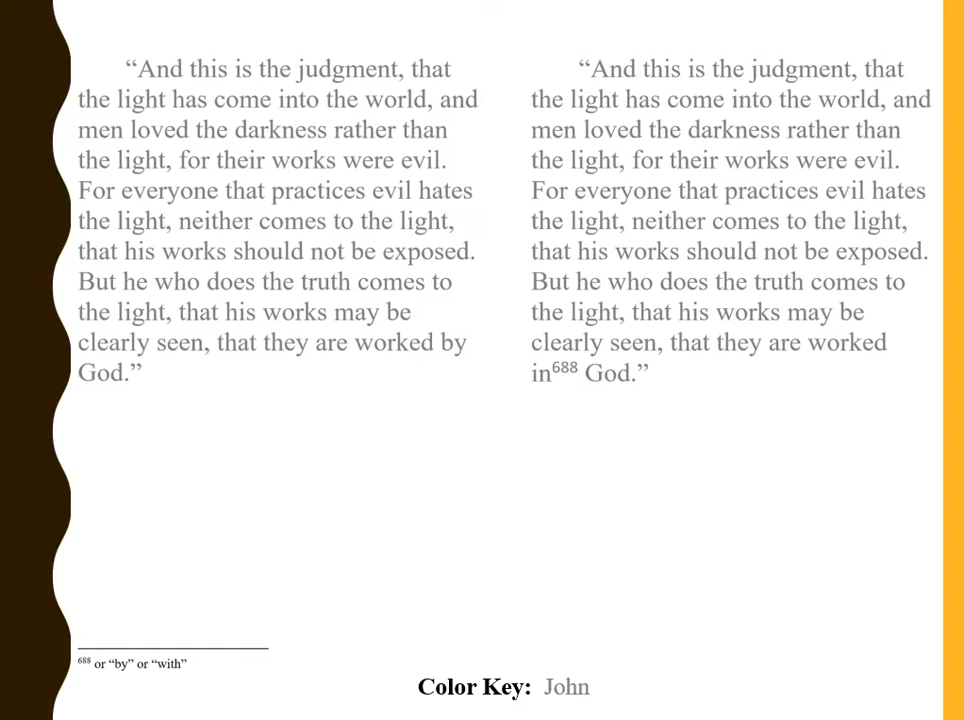 “And this is the judgment, that
the light has come into the world, and
men loved the darkness rather than
the light, for their works were evil.
For everyone that practices evil hates
the light, neither comes to the light,
that his works should not be exposed.
But he who does the truth comes to
the light, that his works may be
clearly seen, that they are worked by
God.”
“And this is the judgment, that
the light has come into the world, and
men loved the darkness rather than
the light, for their works were evil.
For everyone that practices evil hates
the light, neither comes to the light,
that his works should not be exposed.
But he who does the truth comes to
the light, that his works may be
clearly seen, that they are worked
in⁶⁸⁸ God.”
⁶⁸⁸ or “by” or “with”
Color Key: John